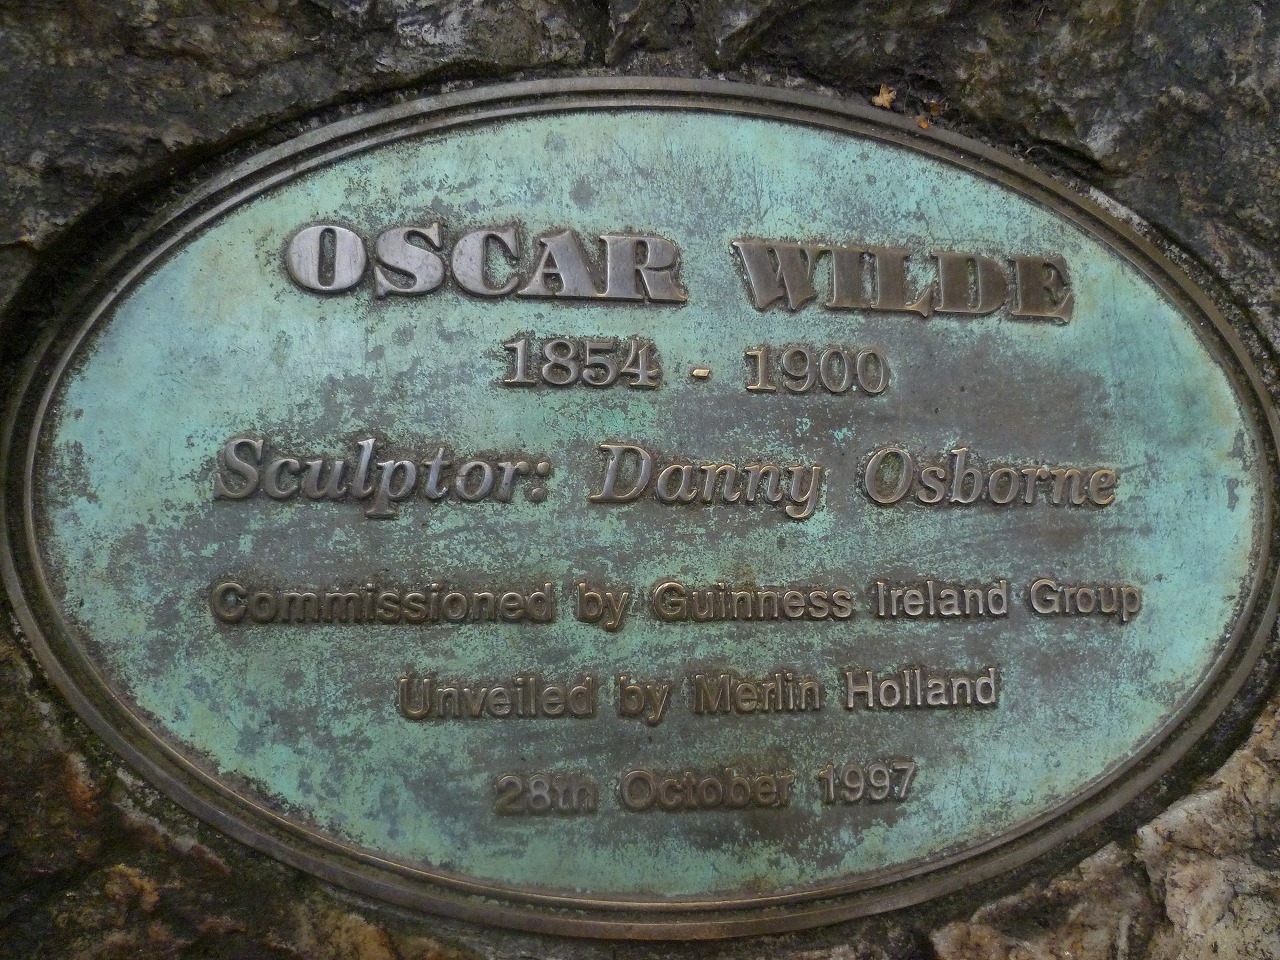 OSCAR WILDE
1854 - 1900
Sculptor: Danny Osborne
Commissioned by Guinness Ireland Group
Unveiled by Merlin Holland
28th October 1997